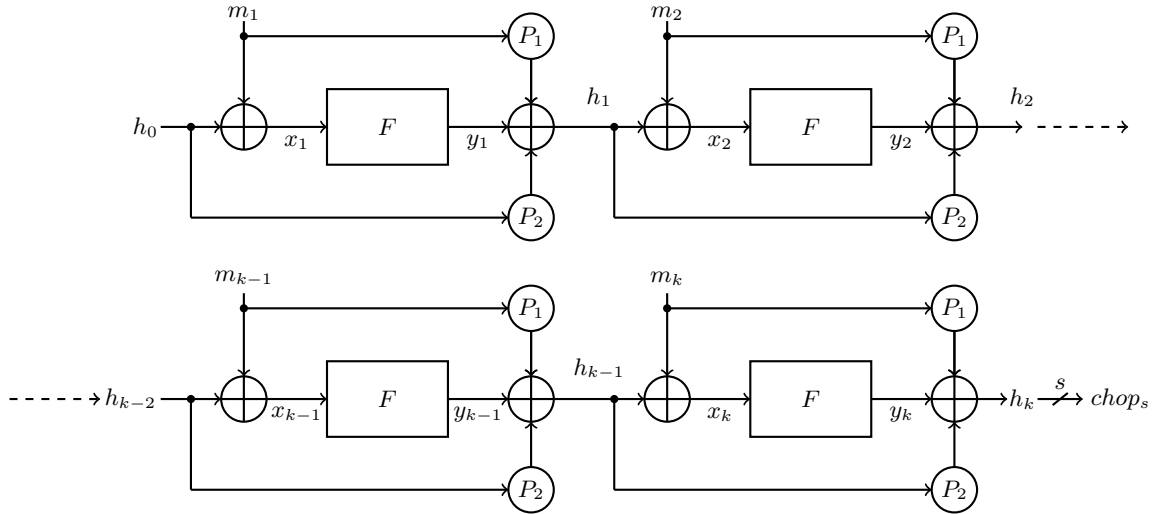 m₁ P₁ m₂ P₁
h₀ x₁ F y₁ h₁ x₂ F y₂ h₂
P₂ P₂
mₖ₋₁ P₁ mₖ P₁
hₖ₋₂ xₖ₋₁ F yₖ₋₁ hₖ₋₁ xₖ F yₖ hₖ s chopₛ
P₂ P₂